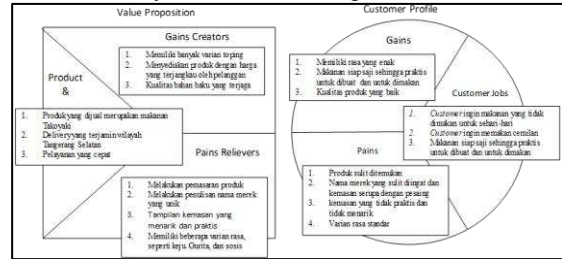 Value Proposition
Gains Creators
1. Memiliki banyak varian toping
2. Menyediakan produk dengan harga
yang terjangkau oleh pelanggan
3. Kualitas bahan baku yang terjaga
Product
&
1. Produk yang dijual merupakan makanan
Takoyaki
2. Delivery yang terjamin wilayah
Tangerang Selatan
3. Pelayanan yang cepat
Pains Relievers
1. Melakukan pemasaran produk
2. Melakukan penulisan nama merek
yang unik
3. Tampilan kemasan yang
menarik dan praktis
4. Memiliki beberapa varian rasa,
seperti keju, Gurita, dan sosis
Customer Profile
Gains
1. Memiliki rasa yang enak
2. Makanan siap saji sehingga praktis
untuk dibuat dan untuk dimakan
3. Kualitas produk yang baik
Customer Jobs
1. Customer ingin makanan yang tidak
dimakan untuk sehari-hari
2. Customer ingin memakan cemilan
3. Makanan siap saji sehingga praktis
untuk dibuat dan untuk dimakan
Pains
1. Produk sulit ditemukan
2. Nama merek yang sulit diingat dan
kemasan serupa dengan pesaing
3. kemasan yang tidak praktis dan
tidak menarik
4. Varian rasa standar